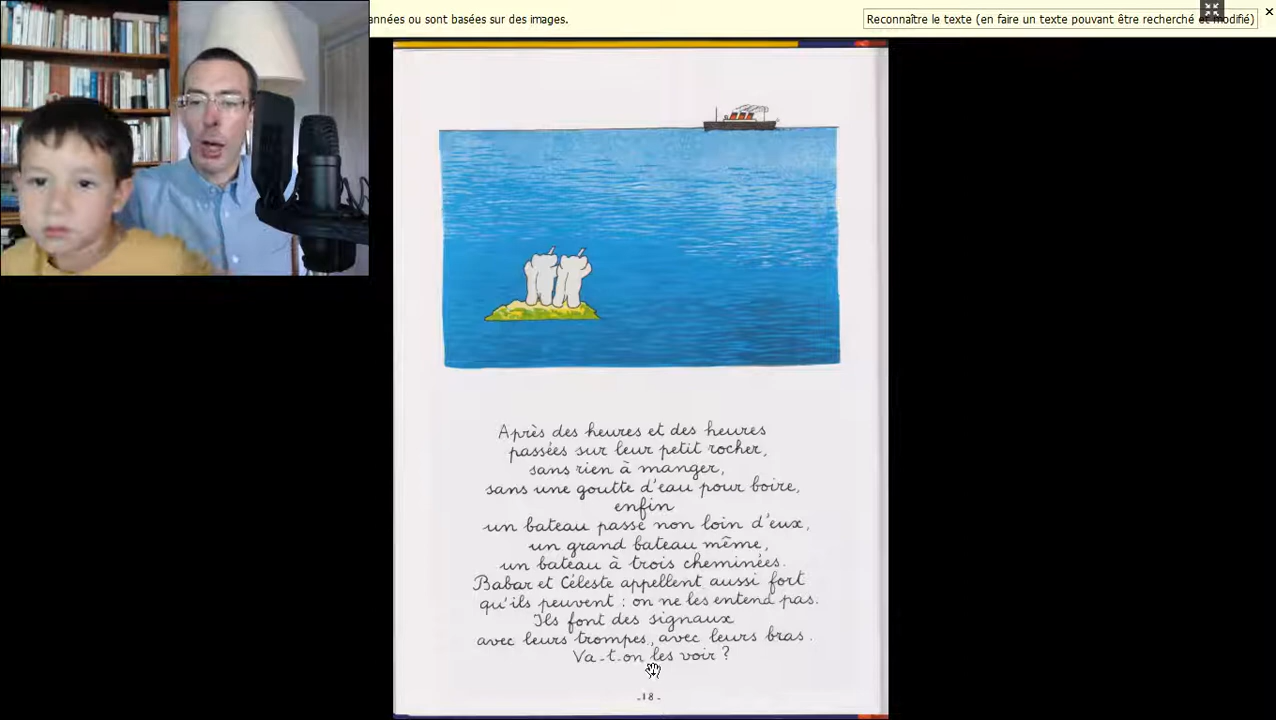 années ou sont basées sur des images.
Reconnaître le texte (en faire un texte pouvant être recherché et modifié)
Après des heures et des heures
passées sur leur petit rocher,
sans rien à manger,
sans une goutte d'eau pour boire,
enfin
un bateau passe non loin d'eux,
un grand bateau même,
un bateau à trois cheminées.
Babar et Céleste appellent aussi fort
qu'ils peuvent : on ne les entend pas.
Ils font des signaux
avec leurs trompes, avec leurs bras.
Va-t-on les voir ?
-18-